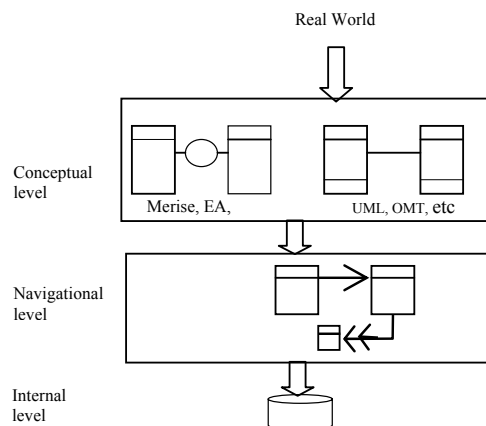 Real World
Conceptual
level
Merise, EA,
UML, OMT, etc
Navigational
level
Internal
level